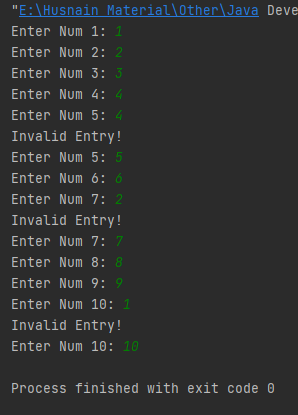 "E:\Husnain Material\Other\Java Deve
Enter Num 1: 1
Enter Num 2: 2
Enter Num 3: 3
Enter Num 4: 4
Enter Num 5: 4
Invalid Entry!
Enter Num 5: 5
Enter Num 6: 6
Enter Num 7: 2
Invalid Entry!
Enter Num 7: 7
Enter Num 8: 8
Enter Num 9: 9
Enter Num 10: 1
Invalid Entry!
Enter Num 10: 10
Process finished with exit code 0